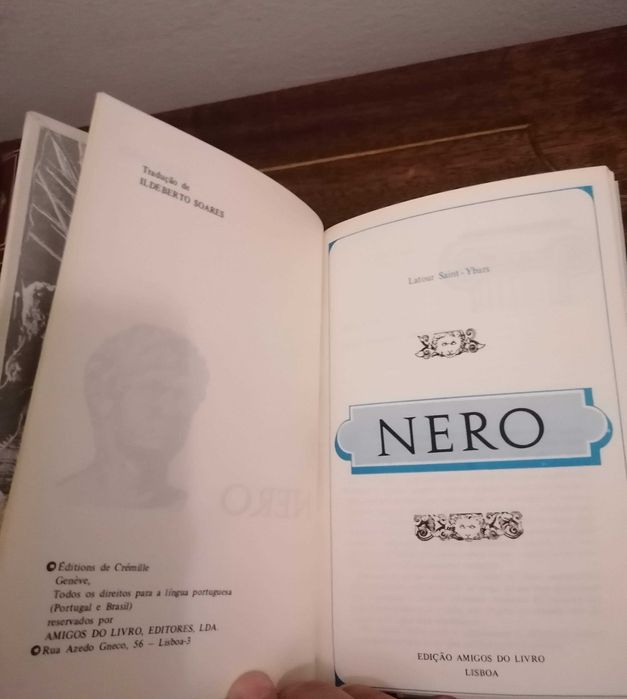 Tradução de
ILDEBERTO SOARES
NERO
©Éditions de Crémille
Genève,
Todos os direitos para a língua portuguesa
(Portugal e Brasil)
reservados por
AMIGOS DO LIVRO, EDITORES, LDA.
©Rua Azedo Gneco, 56 – Lisboa-3
Latour Saint-Ybars
NERO
EDIÇÃO AMIGOS DO LIVRO
LISBOA